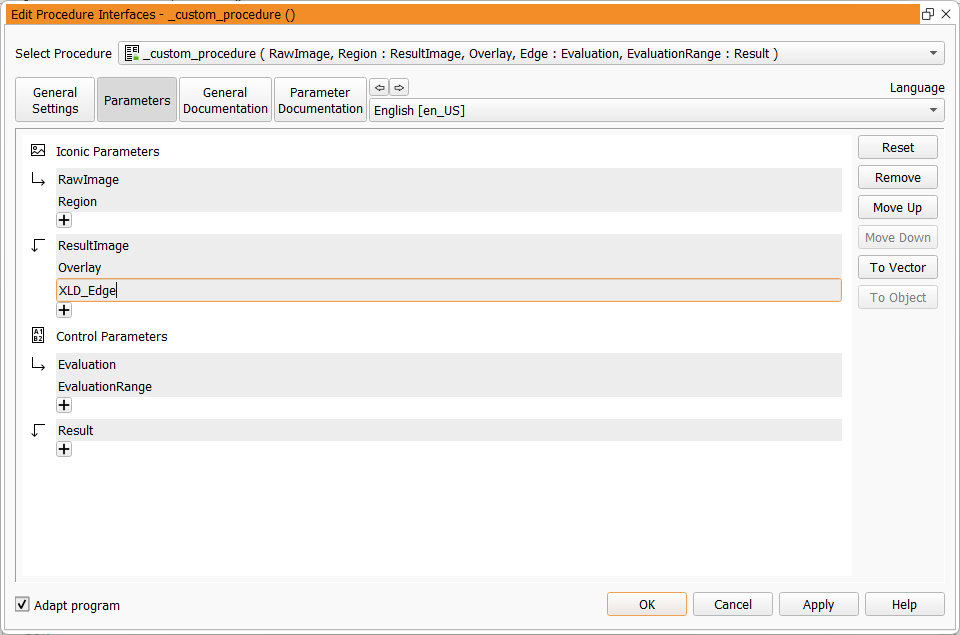 Edit Procedure Interfaces - _custom_procedure ()
Select Procedure _custom_procedure ( RawImage, Region : ResultImage, Overlay, Edge : Evaluation, EvaluationRange : Result )
General Settings
Parameters
General Documentation
Parameter Documentation
Language
English [en_US]
Iconic Parameters
RawImage
Region
ResultImage
Overlay
XLD_Edge
A1
B2
Control Parameters
Evaluation
EvaluationRange
Result
Reset
Remove
Move Up
Move Down
To Vector
To Object
Adapt program
OK
Cancel
Apply
Help